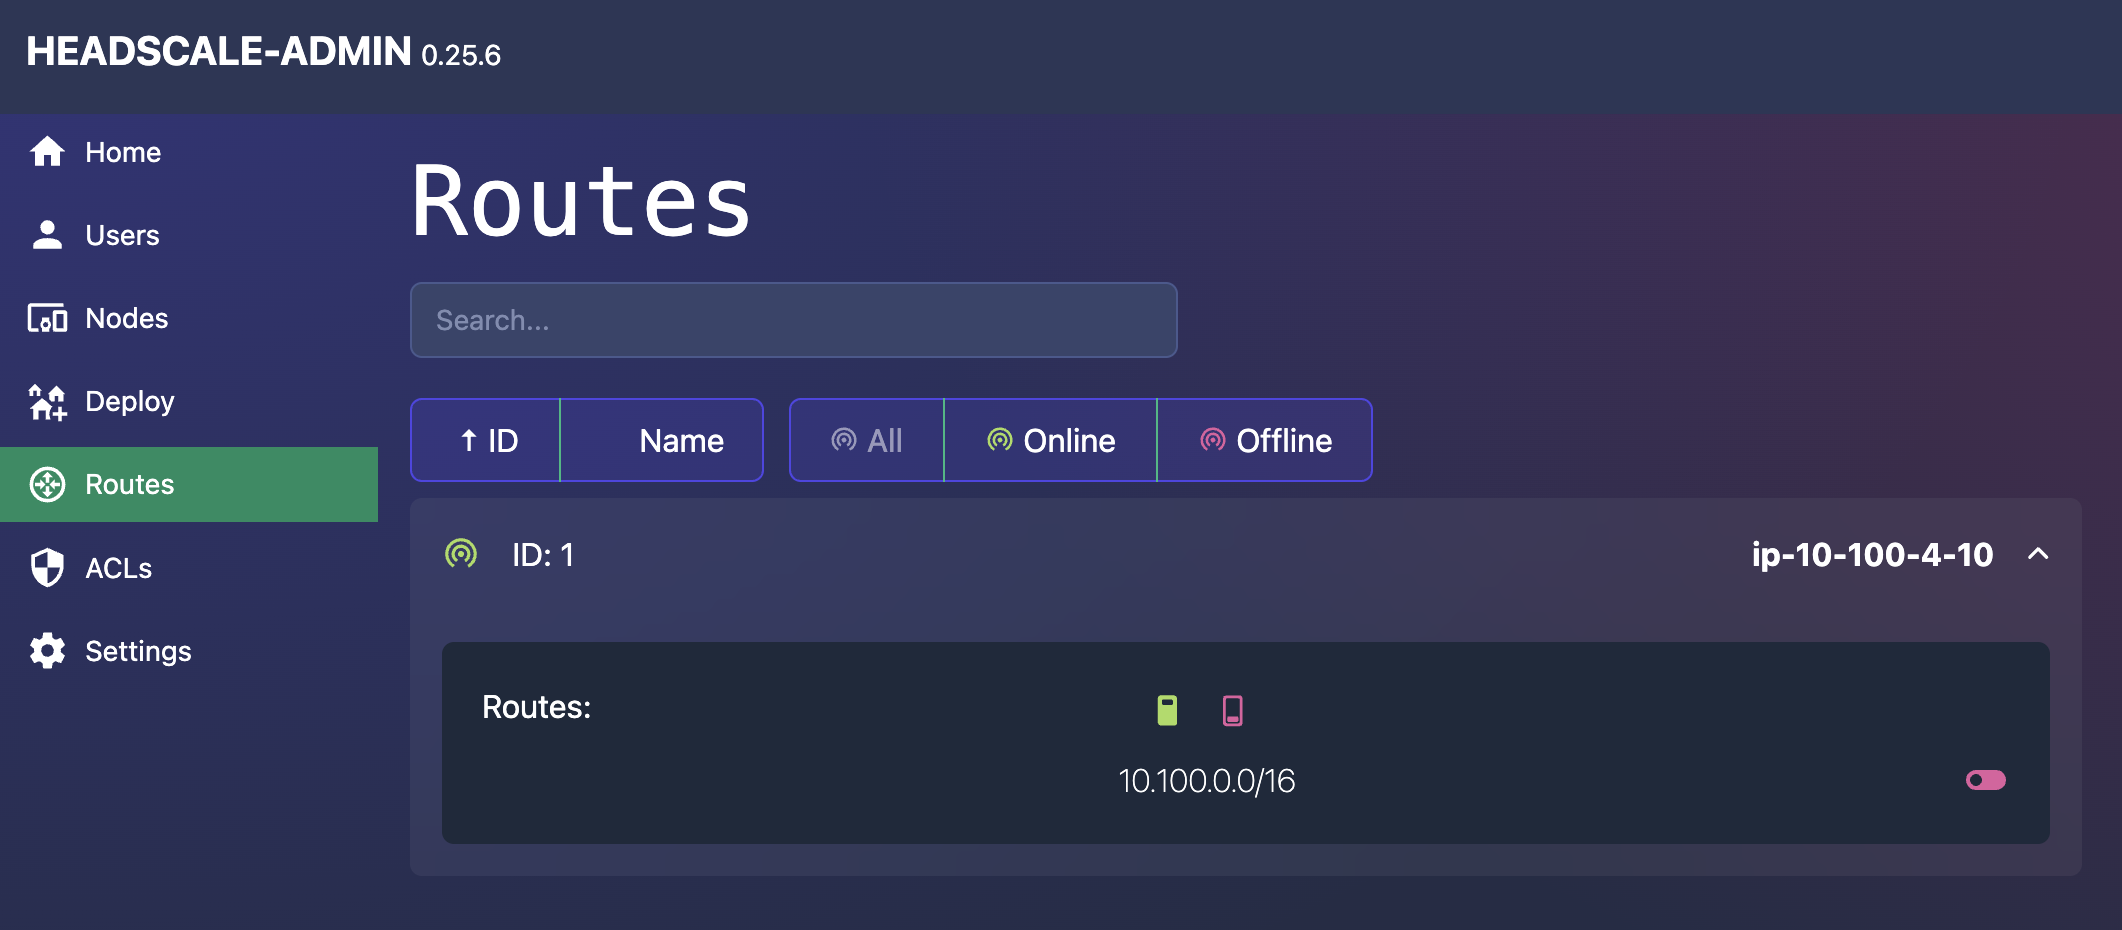 HEADSCALE-ADMIN 0.25.6
Home
Users
Nodes
Deploy
Routes
ACLs
Settings
Routes
Search...
↑ ID Name All Online Offline
ID: 1 ip-10-100-4-10
Routes:
10.100.0.0/16